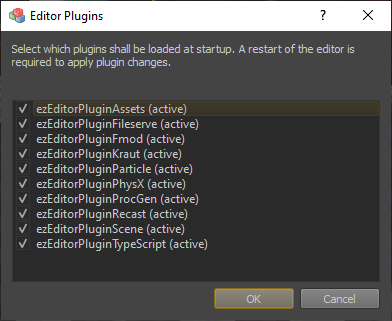 Editor Plugins
Select which plugins shall be loaded at startup. A restart of the editor is
required to apply plugin changes.
ezEditorPluginAssets (active)
ezEditorPluginFileserve (active)
ezEditorPluginFmod (active)
ezEditorPluginKraut (active)
ezEditorPluginParticle (active)
ezEditorPluginPhysX (active)
ezEditorPluginProcGen (active)
ezEditorPluginRecast (active)
ezEditorPluginScene (active)
ezEditorPluginTypeScript (active)
OK Cancel